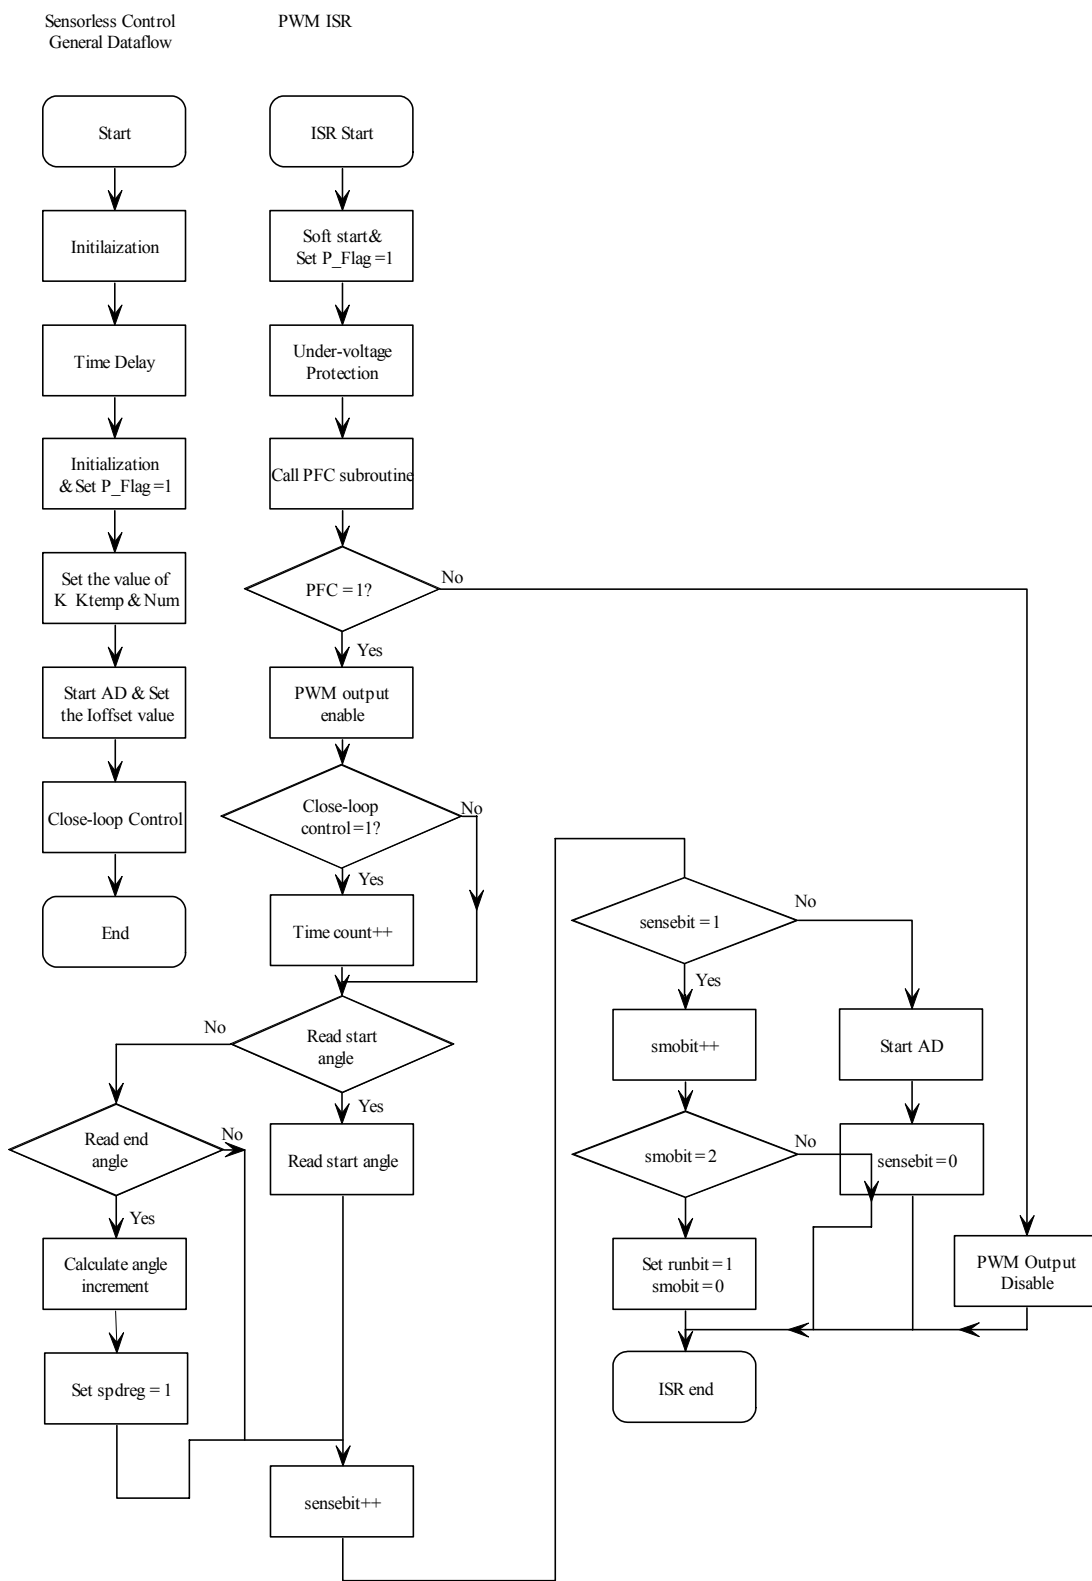 Sensorless Control
General Dataflow
PWM ISR
Start
Initilaization
Time Delay
Initialization
& Set P_Flag =1
Set the value of
K Ktemp & Num
Start AD & Set
the Ioffset value
Close-loop Control
End
ISR Start
Soft start&
Set P_Flag =1
Under-voltage
Protection
Call PFC subroutine
PFC = 1?
No
Yes
PWM output
enable
Close-loop
control=1?
No
Yes
Time count++
Read start
angle
No
Yes
Read start angle
Read end
angle
No
Yes
Calculate angle
increment
Set spdreg = 1
sensebit++
sensebit = 1
No
Yes
smobit++
Start AD
smobit = 2
No
sensebit = 0
Set runbit = 1
smobit = 0
PWM Output
Disable
ISR end